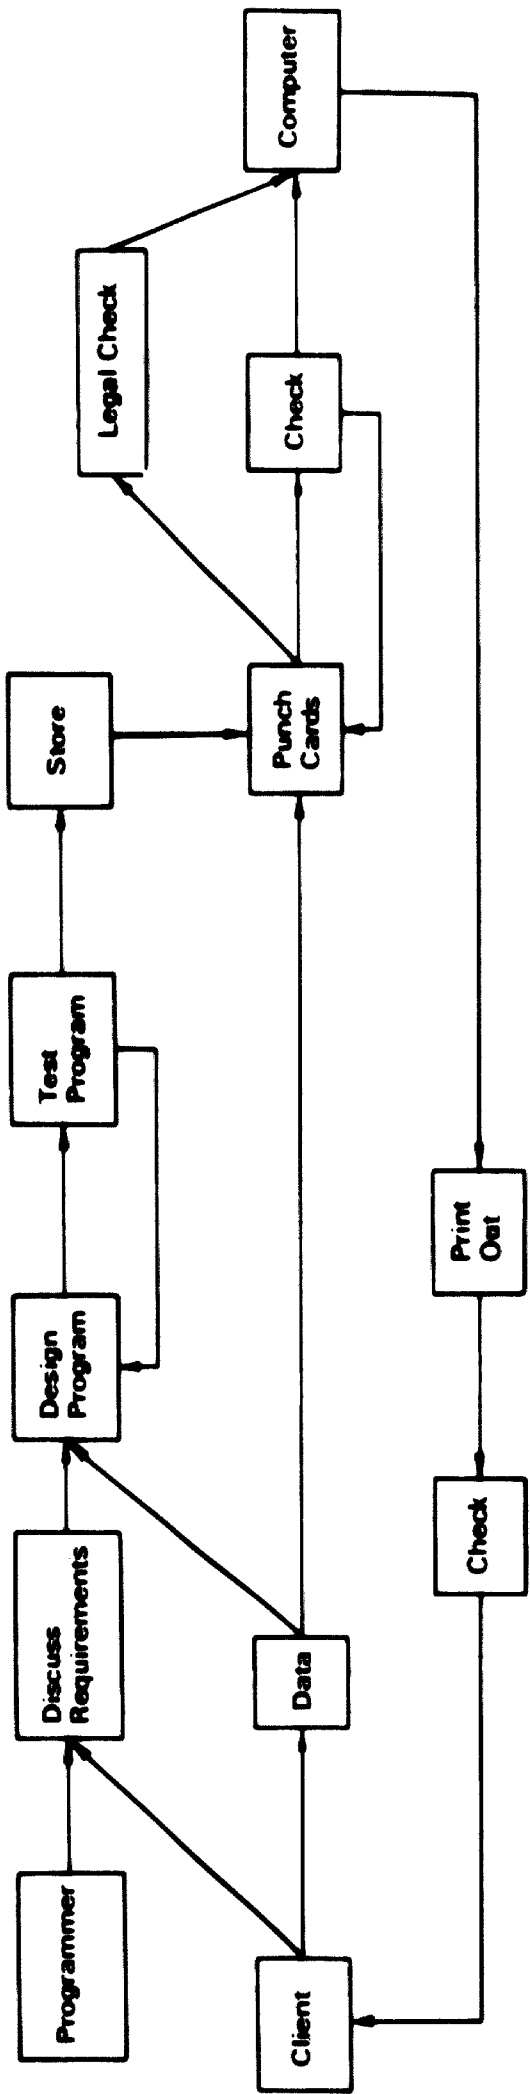 Programmer
Discuss
Requirements
Design
Program
Test
Program
Store
Legal Check
Client
Data
Punch
Cards
Check
Computer
Check
Print
Out